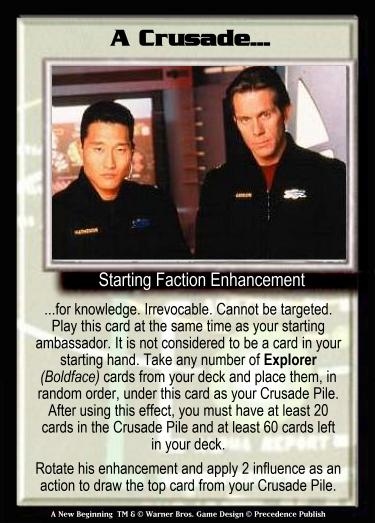 A Crusade...
MATHESON
GIDEON
Starting Faction Enhancement
...for knowledge. Irrevocable. Cannot be targeted.
Play this card at the same time as your starting
ambassador. It is not considered to be a card in your
starting hand. Take any number of Explorer
(Boldface) cards from your deck and place them, in
random order, under this card as your Crusade Pile.
After using this effect, you must have at least 20
cards in the Crusade Pile and at least 60 cards left
in your deck.
Rotate his enhancement and apply 2 influence as an
action to draw the top card from your Crusade Pile.
A New Beginning TM & © Warner Bros. Game Design © Precedence Publish